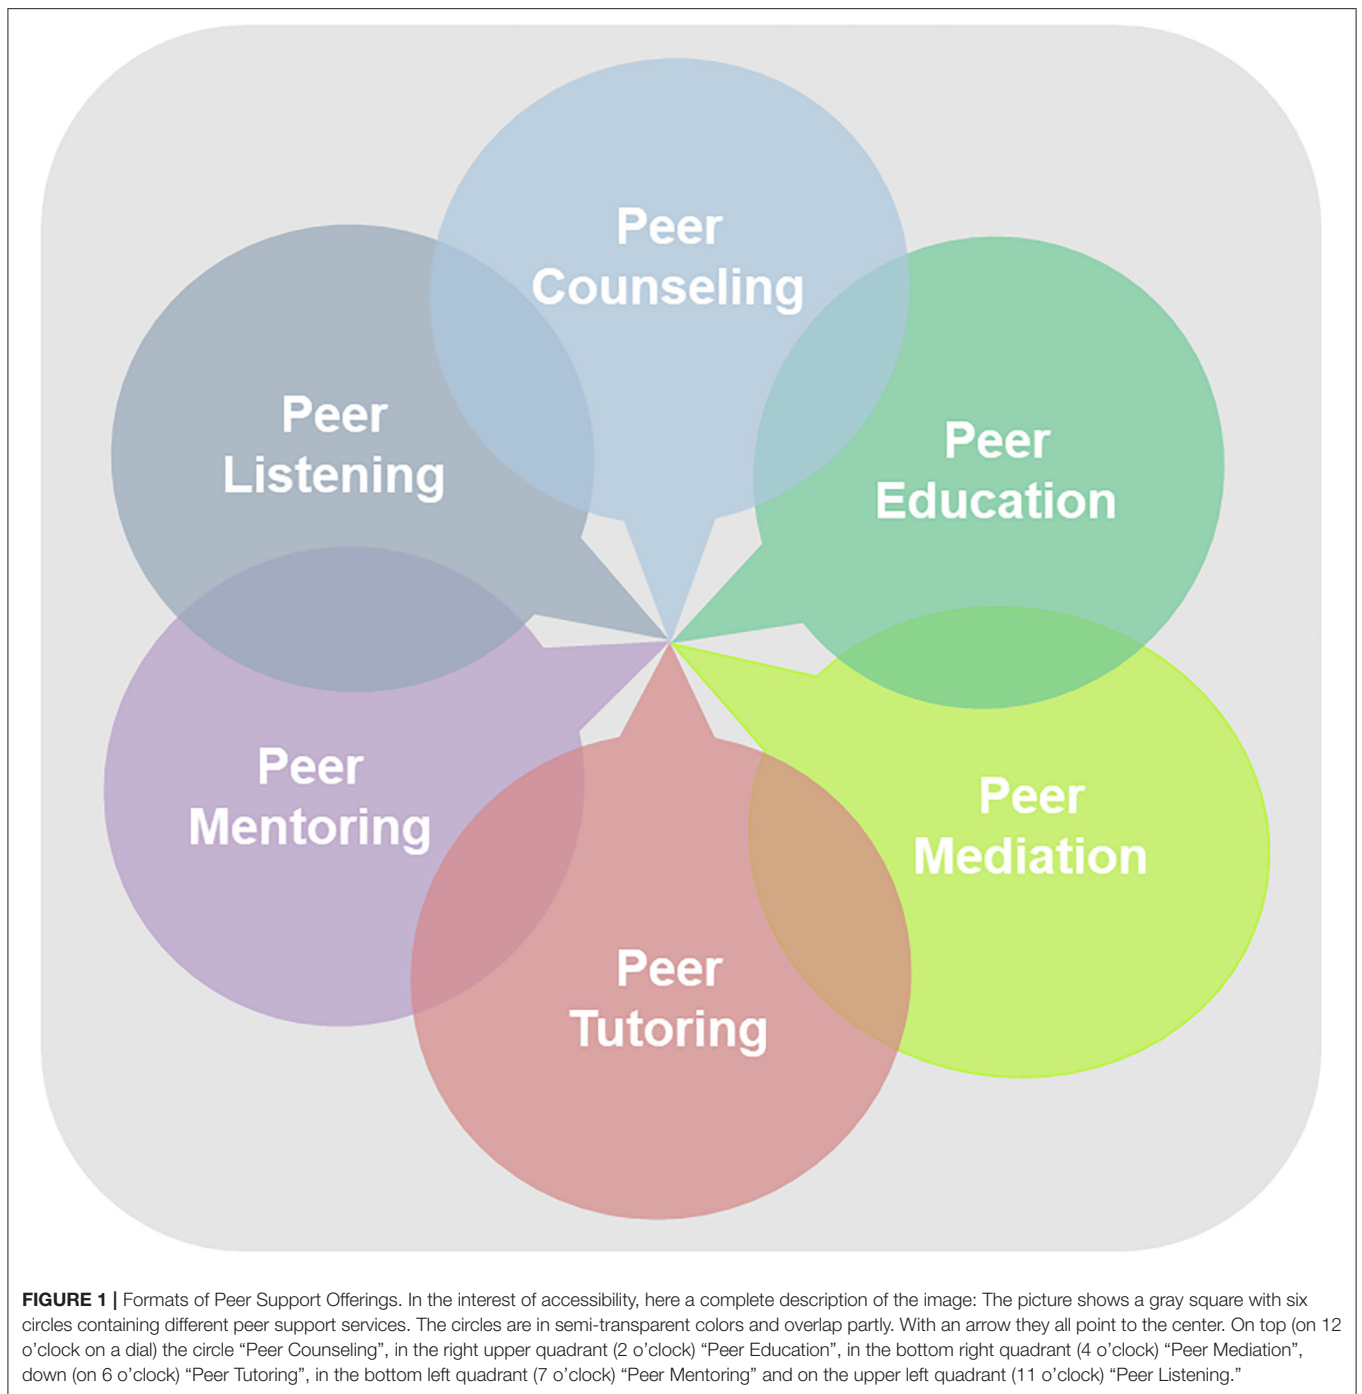 Peer
Counseling
Peer
Listening
Peer
Education
Peer
Mentoring
Peer
Mediation
Peer
Tutoring
FIGURE 1 | Formats of Peer Support Offerings. In the interest of accessibility, here a complete description of the image: The picture shows a gray square with six
circles containing different peer support services. The circles are in semi-transparent colors and overlap partly. With an arrow they all point to the center. On top (on 12
o’clock on a dial) the circle “Peer Counseling”, in the right upper quadrant (2 o’clock) “Peer Education”, in the bottom right quadrant (4 o’clock) “Peer Mediation”,
down (on 6 o’clock) “Peer Tutoring”, in the bottom left quadrant (7 o’clock) “Peer Mentoring” and on the upper left quadrant (11 o’clock) “Peer Listening.”